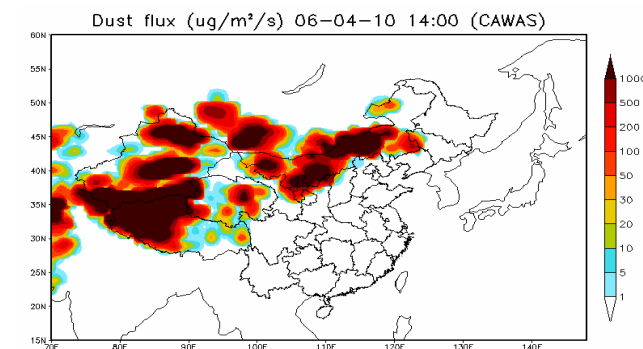 Dust flux (ug/m²/s) 06-04-10 14:00 (CAWAS)
60N
55N
50N
45N
40N
35N
30N
25N
20N
15N
70E
80E
90E
100E
110E
120E
130E
140E
1000
500
200
100
50
30
20
10
5
1